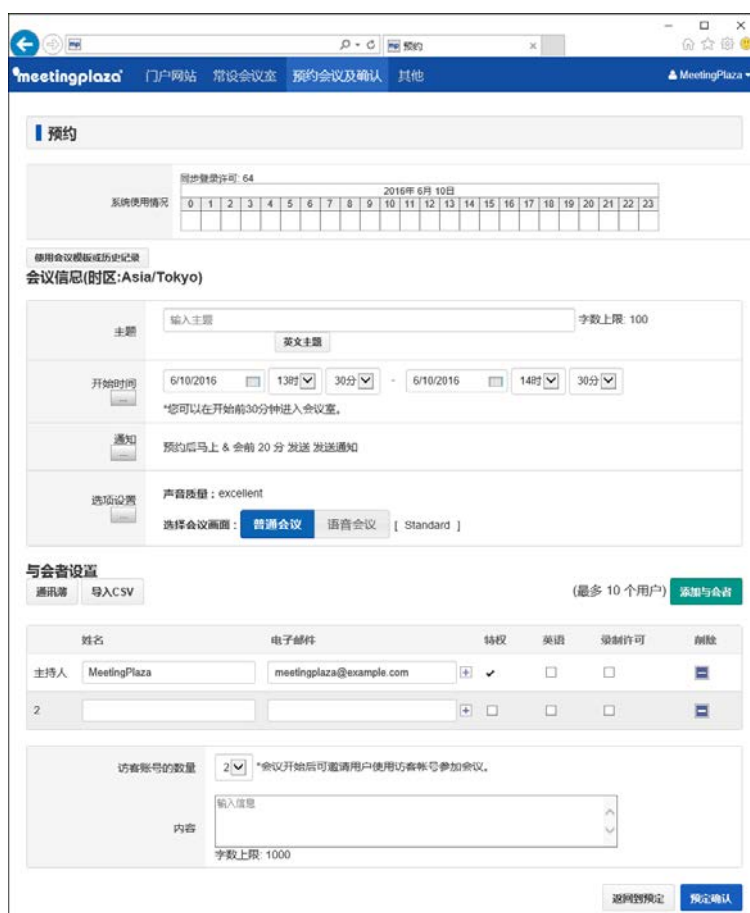 预约
meetingplaza 门户网站 常设会议室 预约会议及确认 其他 MeetingPlaza
预约
同步登录许可: 64
2016年 6月 10日
系统使用情况 0 1 2 3 4 5 6 7 8 9 10 11 12 13 14 15 16 17 18 19 20 21 22 23
使用会议模板或历史记录
会议信息(时区:Asia/Tokyo)
主题 输入主题 字数上限: 100
英文主题
开始时间 6/10/2016 13时 30分 - 6/10/2016 14时 30分
... *您可以在开始前30分钟进入会议室。
通知 预约后马上 & 会前 20 分 发送 发送通知
...
声音质量 : excellent
选项设置
... 选择会议画面 : 普通会议 语音会议 [ Standard ]
与会者设置
通讯簿 导入CSV (最多 10 个用户) 添加与会者
姓名 电子邮件 特权 英语 录制许可 删除
主持人 MeetingPlaza meetingplaza@example.com
2
访客账号的数量 2 *会议开始后可邀请用户使用访客帐号参加会议。
内容 输入信息
字数上限: 1000
返回到预定 预定确认